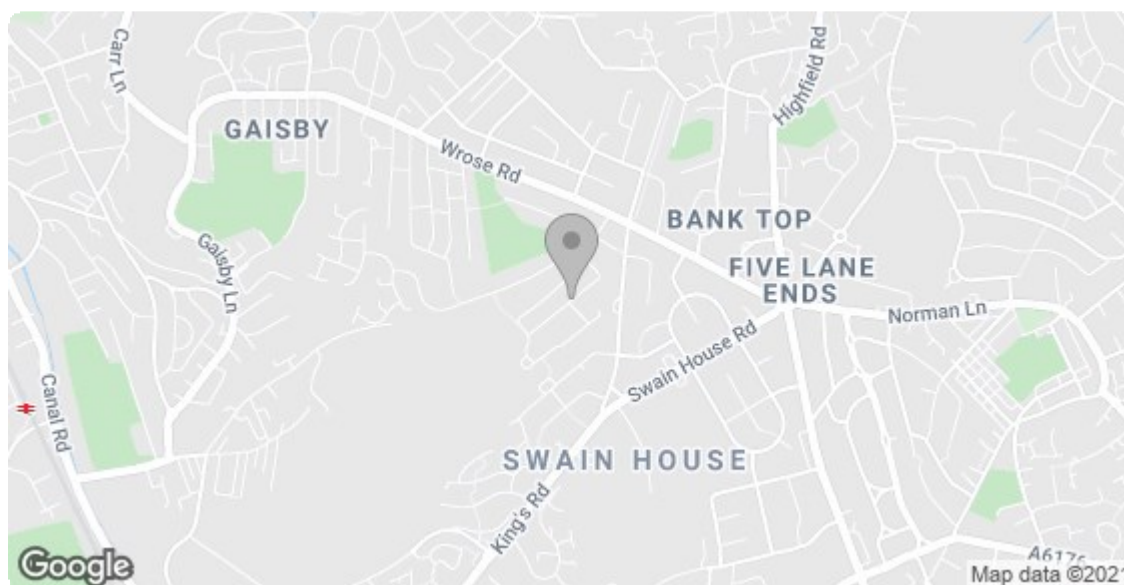 Carr Ln
Highfield Rd
GAISBY
Wrose Rd
BANK TOP
Gaisby Ln
FIVE LANE
ENDS
Norman Ln
Swain House Rd
Canal Rd
SWAIN HOUSE
King's Rd
Google
A6176
Map data ©2021